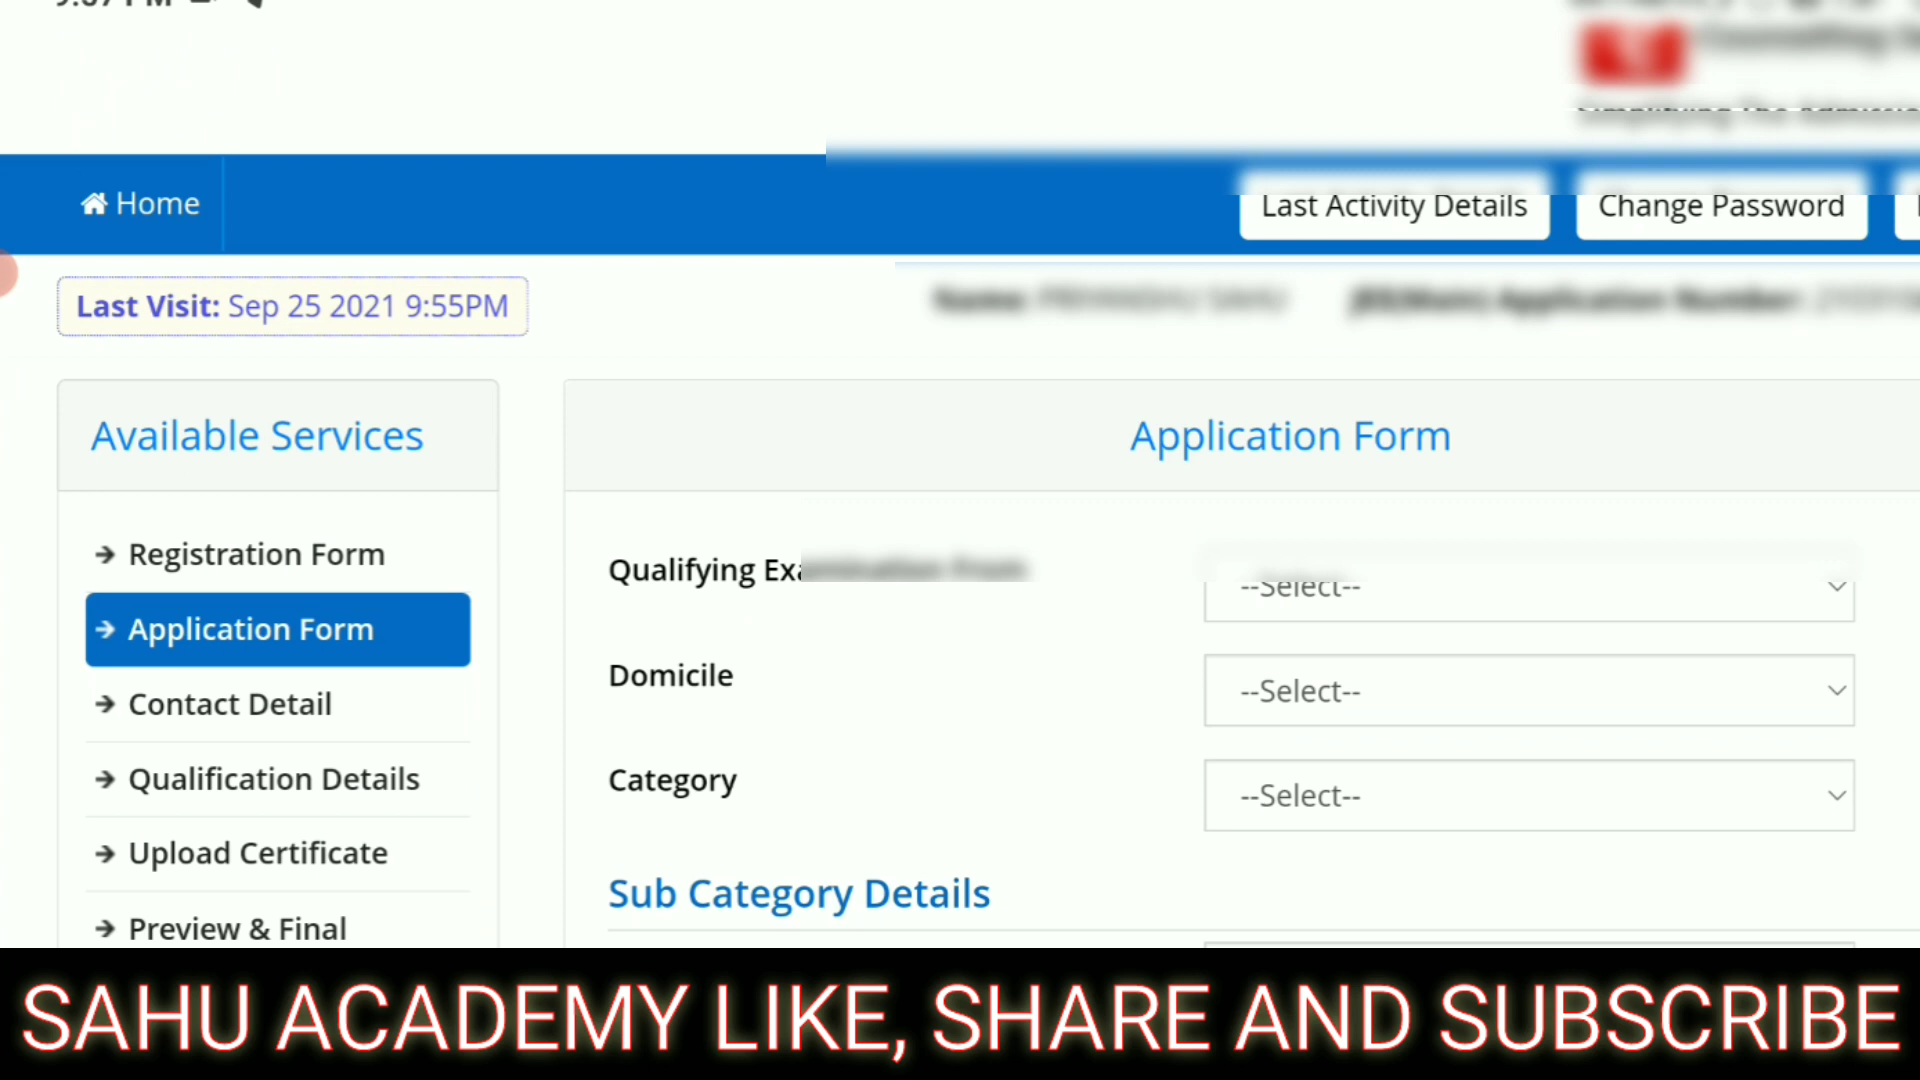 Home
Last Activity Details
Change Password
Last Visit: Sep 25 2021 9:55PM
Available Services
Application Form
Registration Form
Application Form
Contact Detail
Qualification Details
Upload Certificate
Preview & Final
Qualifying Examination From
--Select--
Domicile
--Select--
Category
--Select--
Sub Category Details
SAHU ACADEMY LIKE, SHARE AND SUBSCRIBE